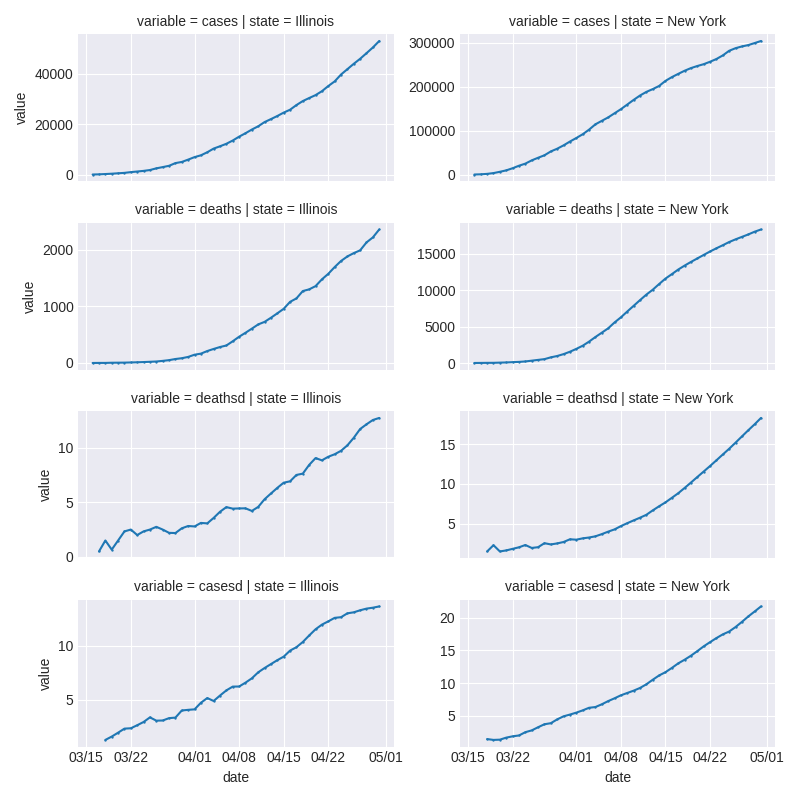 variable = cases | state = Illinois
variable = cases | state = New York
value
40000
20000
0
300000
200000
100000
0
variable = deaths | state = Illinois
variable = deaths | state = New York
value
2000
1000
0
15000
10000
5000
0
variable = deathsd | state = Illinois
variable = deathsd | state = New York
value
10
5
0
15
10
5
variable = casesd | state = Illinois
variable = casesd | state = New York
value
10
5
20
15
10
5
03/15 03/22 04/01 04/08 04/15 04/22 05/01
03/15 03/22 04/01 04/08 04/15 04/22 05/01
date
date